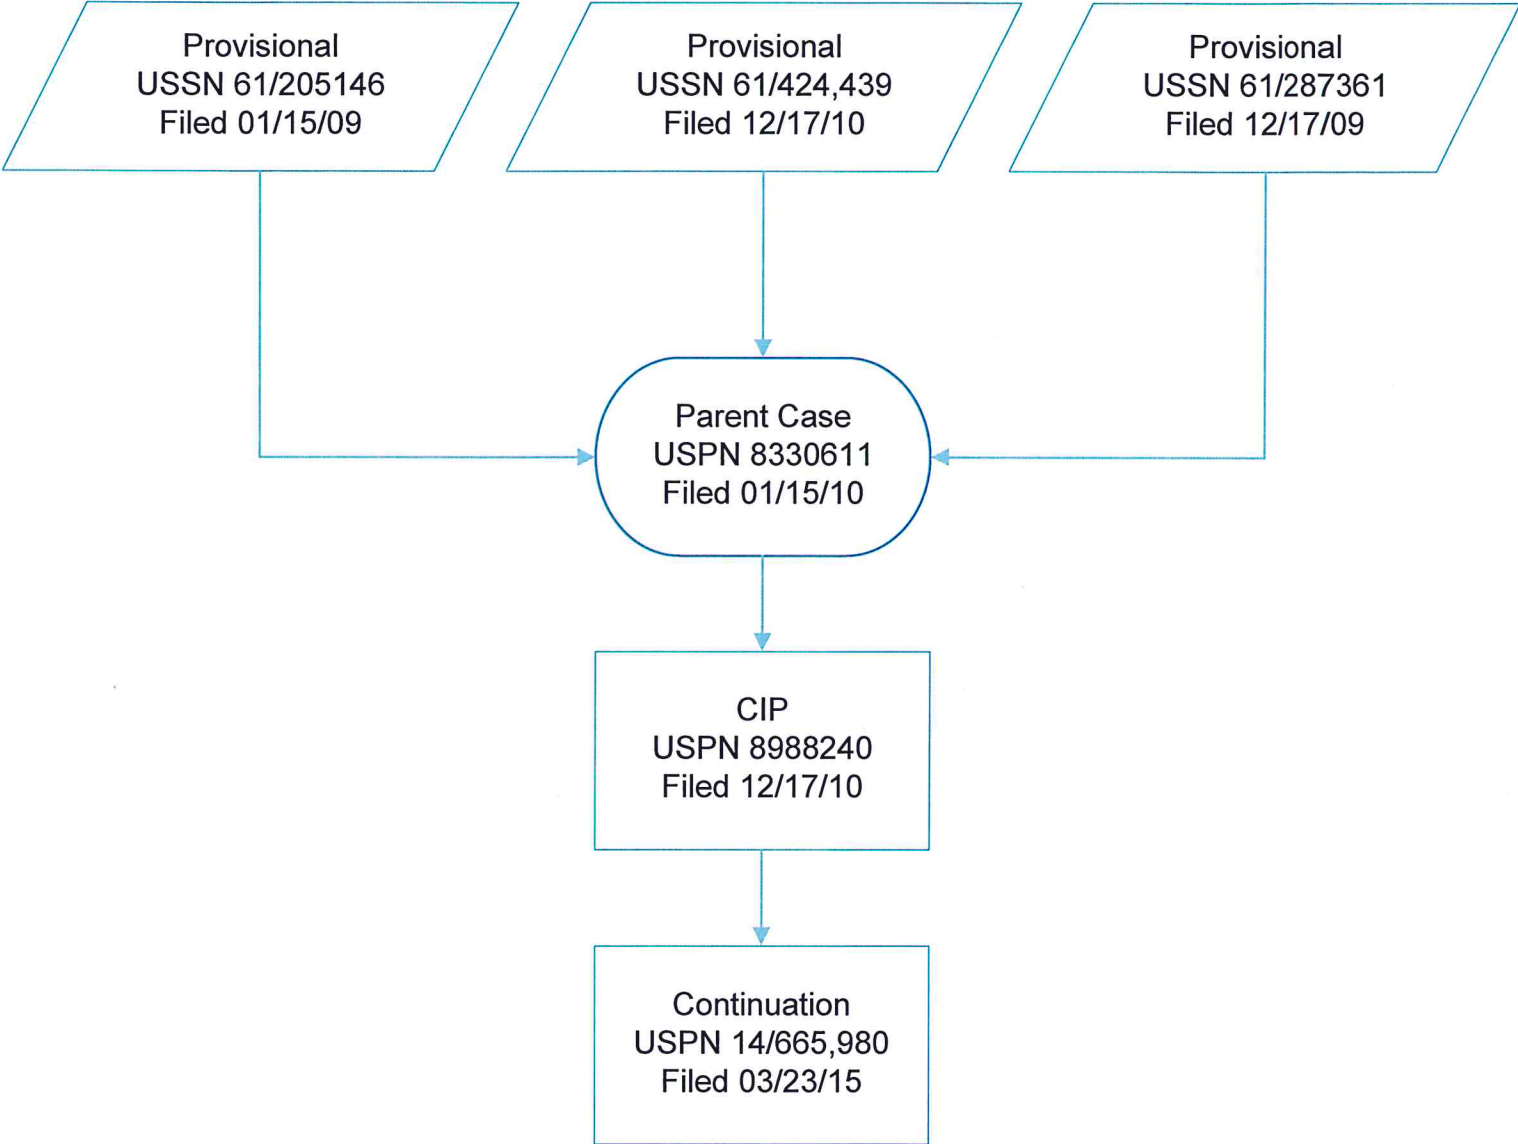 Provisional
USSN 61/205146
Filed 01/15/09
Provisional
USSN 61/424,439
Filed 12/17/10
Provisional
USSN 61/287361
Filed 12/17/09
Parent Case
USPN 8330611
Filed 01/15/10
CIP
USPN 8988240
Filed 12/17/10
Continuation
USPN 14/665,980
Filed 03/23/15